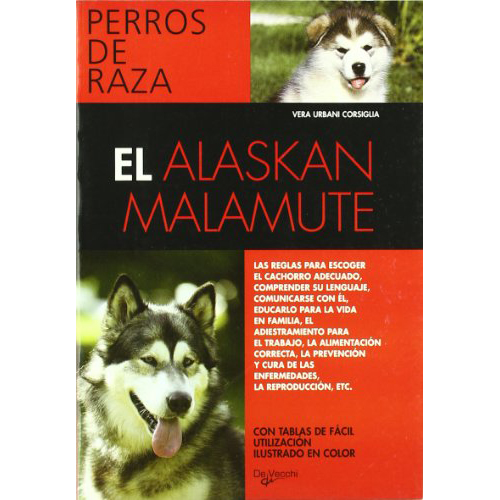 PERROS
DE
RAZA
VERA URBANI CORSIGLIA
EL ALASKAN
MALAMUTE
LAS REGLAS PARA ESCOGER
EL CACHORRO ADECUADO,
COMPRENDER SU LENGUAJE,
COMUNICARSE CON ÉL,
EDUCARLO PARA LA VIDA
EN FAMILIA, EL
ADIESTRAMIENTO PARA
EL TRABAJO, LA ALIMENTACIÓN
CORRECTA, LA PREVENCIÓN
Y CURA DE LAS
ENFERMEDADES,
LA REPRODUCCIÓN, ETC.
CON TABLAS DE FÁCIL
UTILIZACIÓN
ILUSTRADO EN COLOR
De Vecchi